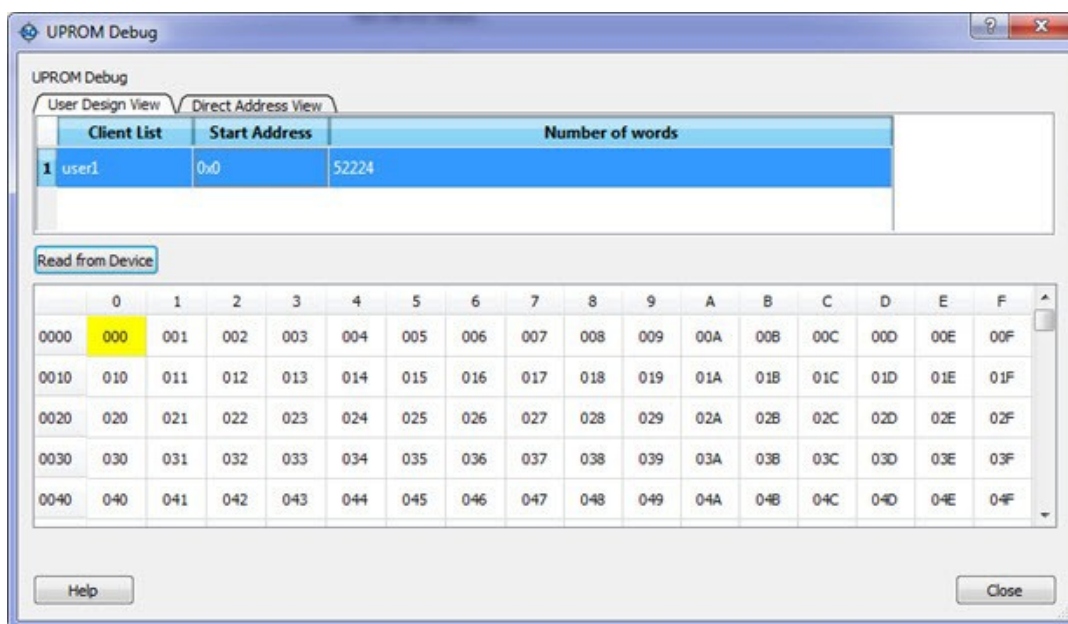 UPROM Debug
UPROM Debug
User Design View Direct Address View
Client List Start Address Number of words
1 user1 0x0 52224
Read from Device
0 1 2 3 4 5 6 7 8 9 A B C D E F
0000 000 001 002 003 004 005 006 007 008 009 00A 00B 00C 00D 00E 00F
0010 010 011 012 013 014 015 016 017 018 019 01A 01B 01C 01D 01E 01F
0020 020 021 022 023 024 025 026 027 028 029 02A 02B 02C 02D 02E 02F
0030 030 031 032 033 034 035 036 037 038 039 03A 03B 03C 03D 03E 03F
0040 040 041 042 043 044 045 046 047 048 049 04A 04B 04C 04D 04E 04F
Help Close